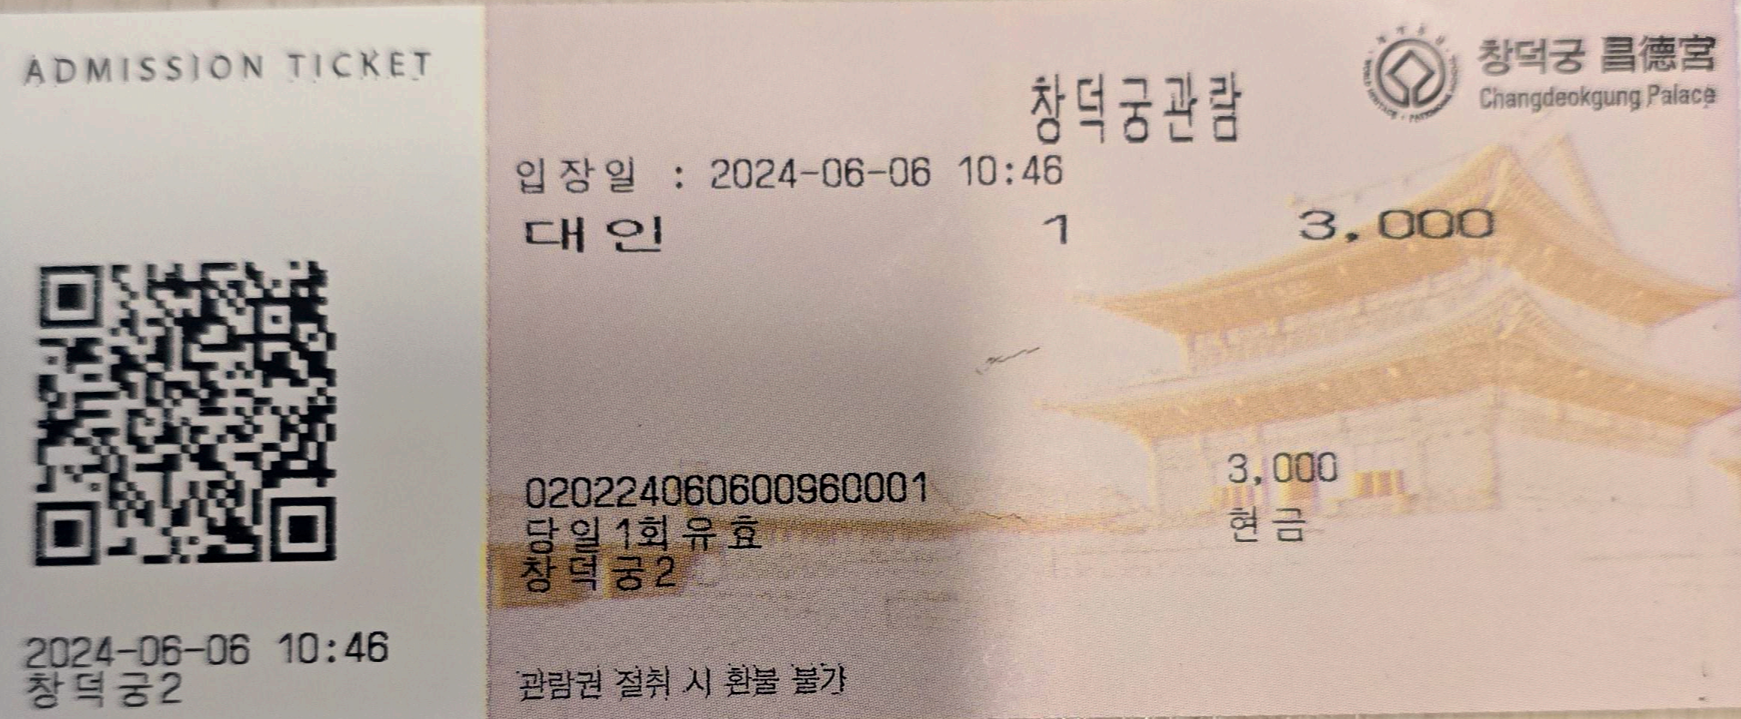 ADMISSION TICKET
2024-06-06 10:46
창덕궁2
창덕궁 昌德宮
Changdeokgung Palace
창덕궁관람
입장일 : 2024-06-06 10:46
대인 1 3,000
020224060600960001
당일1회유효
창덕궁2
3,000
현금
관람권 절취 시 환불 불가